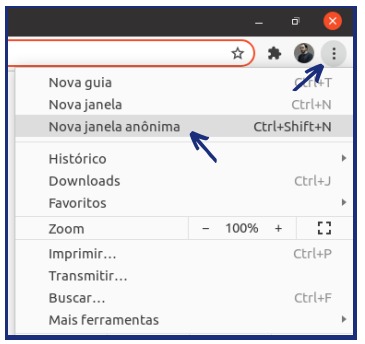 Nova guia Ctrl+T
Nova janela Ctrl+N
Nova janela anônima Ctrl+Shift+N
Histórico
Downloads Ctrl+J
Favoritos
Zoom - 100% +
Imprimir... Ctrl+P
Transmitir...
Buscar... Ctrl+F
Mais ferramentas